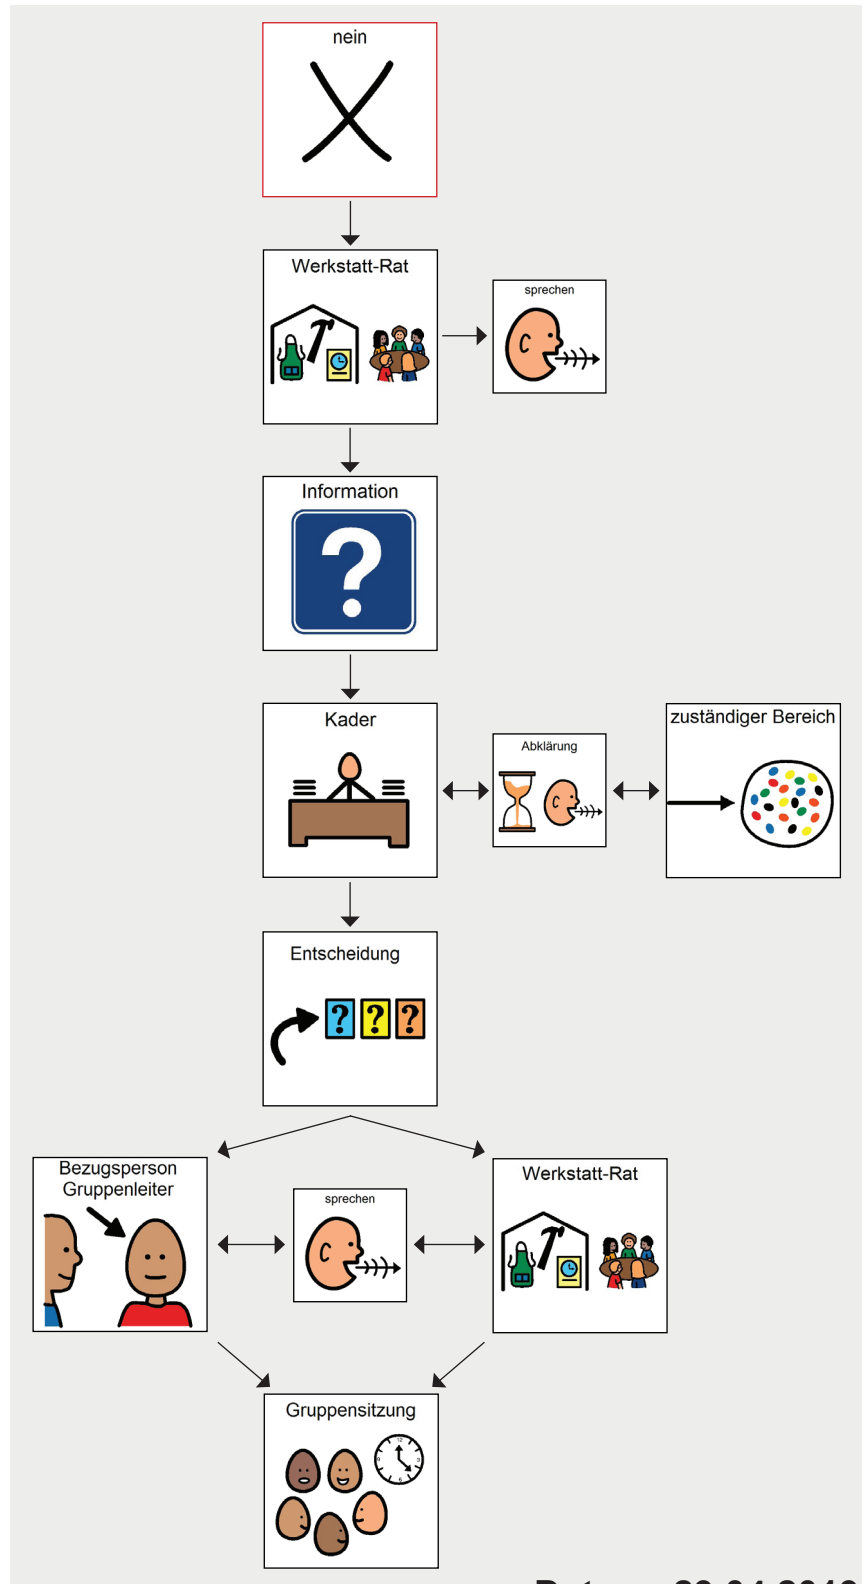 nein
Werkstatt-Rat
sprechen
Information
Kader
Abklärung
zuständiger Bereich
Entscheidung
Bezugsperson
Gruppenleiter
sprechen
Werkstatt-Rat
Gruppensitzung